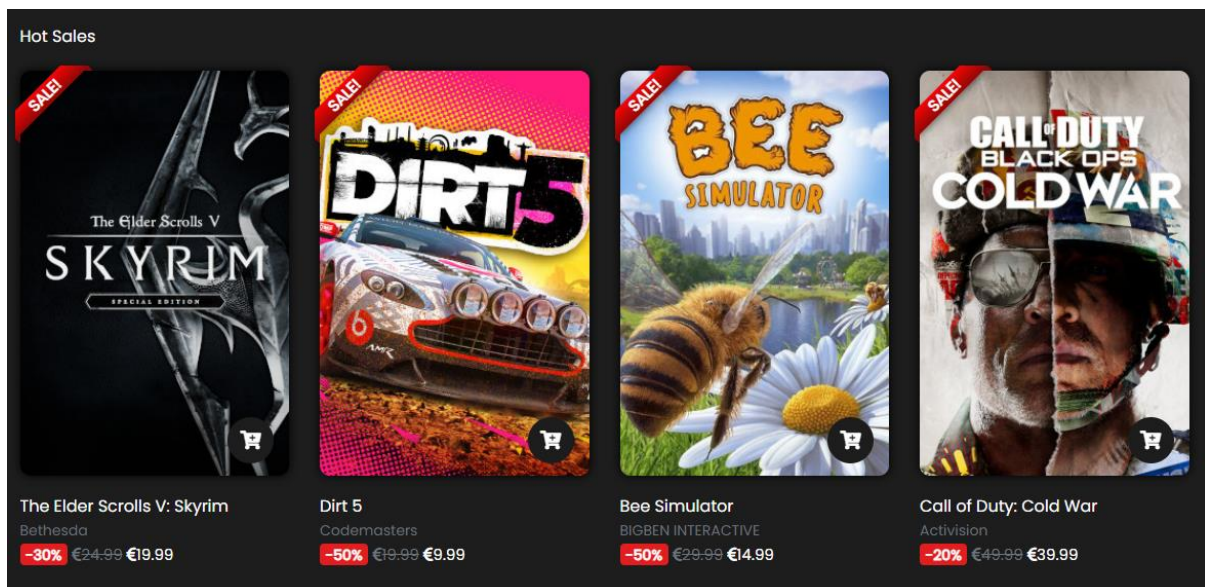 Hot Sales
SALE!
The Elder Scrolls V
SKYRIM
SPECIAL EDITION
The Elder Scrolls V: Skyrim
Bethesda
-30% €24.99 €19.99
SALE!
DIRT 5
AMR
Dirt 5
Codemasters
-50% €19.99 €9.99
SALE!
BEE
SIMULATOR
Bee Simulator
BIGBEN INTERACTIVE
-50% €29.99 €14.99
SALE!
CALL OF DUTY
BLACK OPS
COLD WAR
Call of Duty: Cold War
Activision
-20% €49.99 €39.99